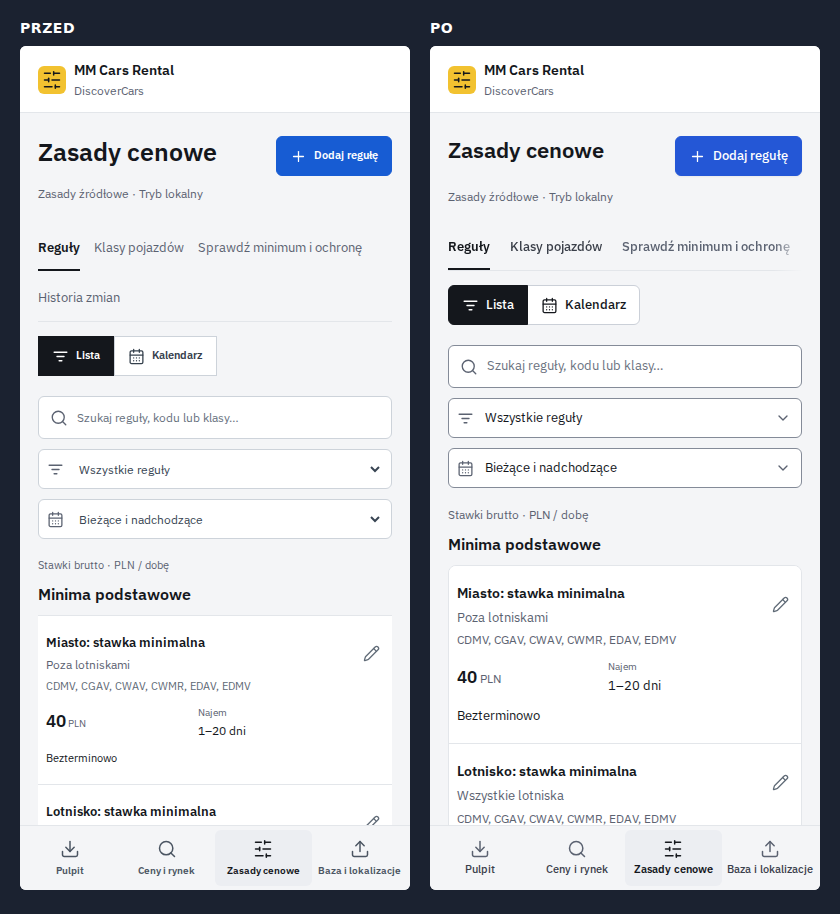 PRZED
MM Cars Rental
DiscoverCars
Zasady cenowe
Dodaj regułę
Zasady źródłowe · Tryb lokalny
Reguły Klasy pojazdów Sprawdź minimum i ochronę
Historia zmian
Lista Kalendarz
Szukaj reguły, kodu lub klasy...
Wszystkie reguły
Bieżące i nadchodzące
Stawki brutto · PLN / dobę
Minima podstawowe
Miasto: stawka minimalna
Poza lotniskami
CDMV, CGAV, CWAV, CWMR, EDAV, EDMV
40 PLN
Najem
1–20 dni
Bezterminowo
Lotnisko: stawka minimalna
Pulpit Ceny i rynek Zasady cenowe Baza i lokalizacje
PO
MM Cars Rental
DiscoverCars
Zasady cenowe
Dodaj regułę
Zasady źródłowe · Tryb lokalny
Reguły Klasy pojazdów Sprawdź minimum i ochronę
Lista Kalendarz
Szukaj reguły, kodu lub klasy...
Wszystkie reguły
Bieżące i nadchodzące
Stawki brutto · PLN / dobę
Minima podstawowe
Miasto: stawka minimalna
Poza lotniskami
CDMV, CGAV, CWAV, CWMR, EDAV, EDMV
40 PLN
Najem
1–20 dni
Bezterminowo
Lotnisko: stawka minimalna
Wszystkie lotniska
CDMV, CGAV, CWAV, CWMR, EDAV, EDMV
Pulpit Ceny i rynek Zasady cenowe Baza i lokalizacje